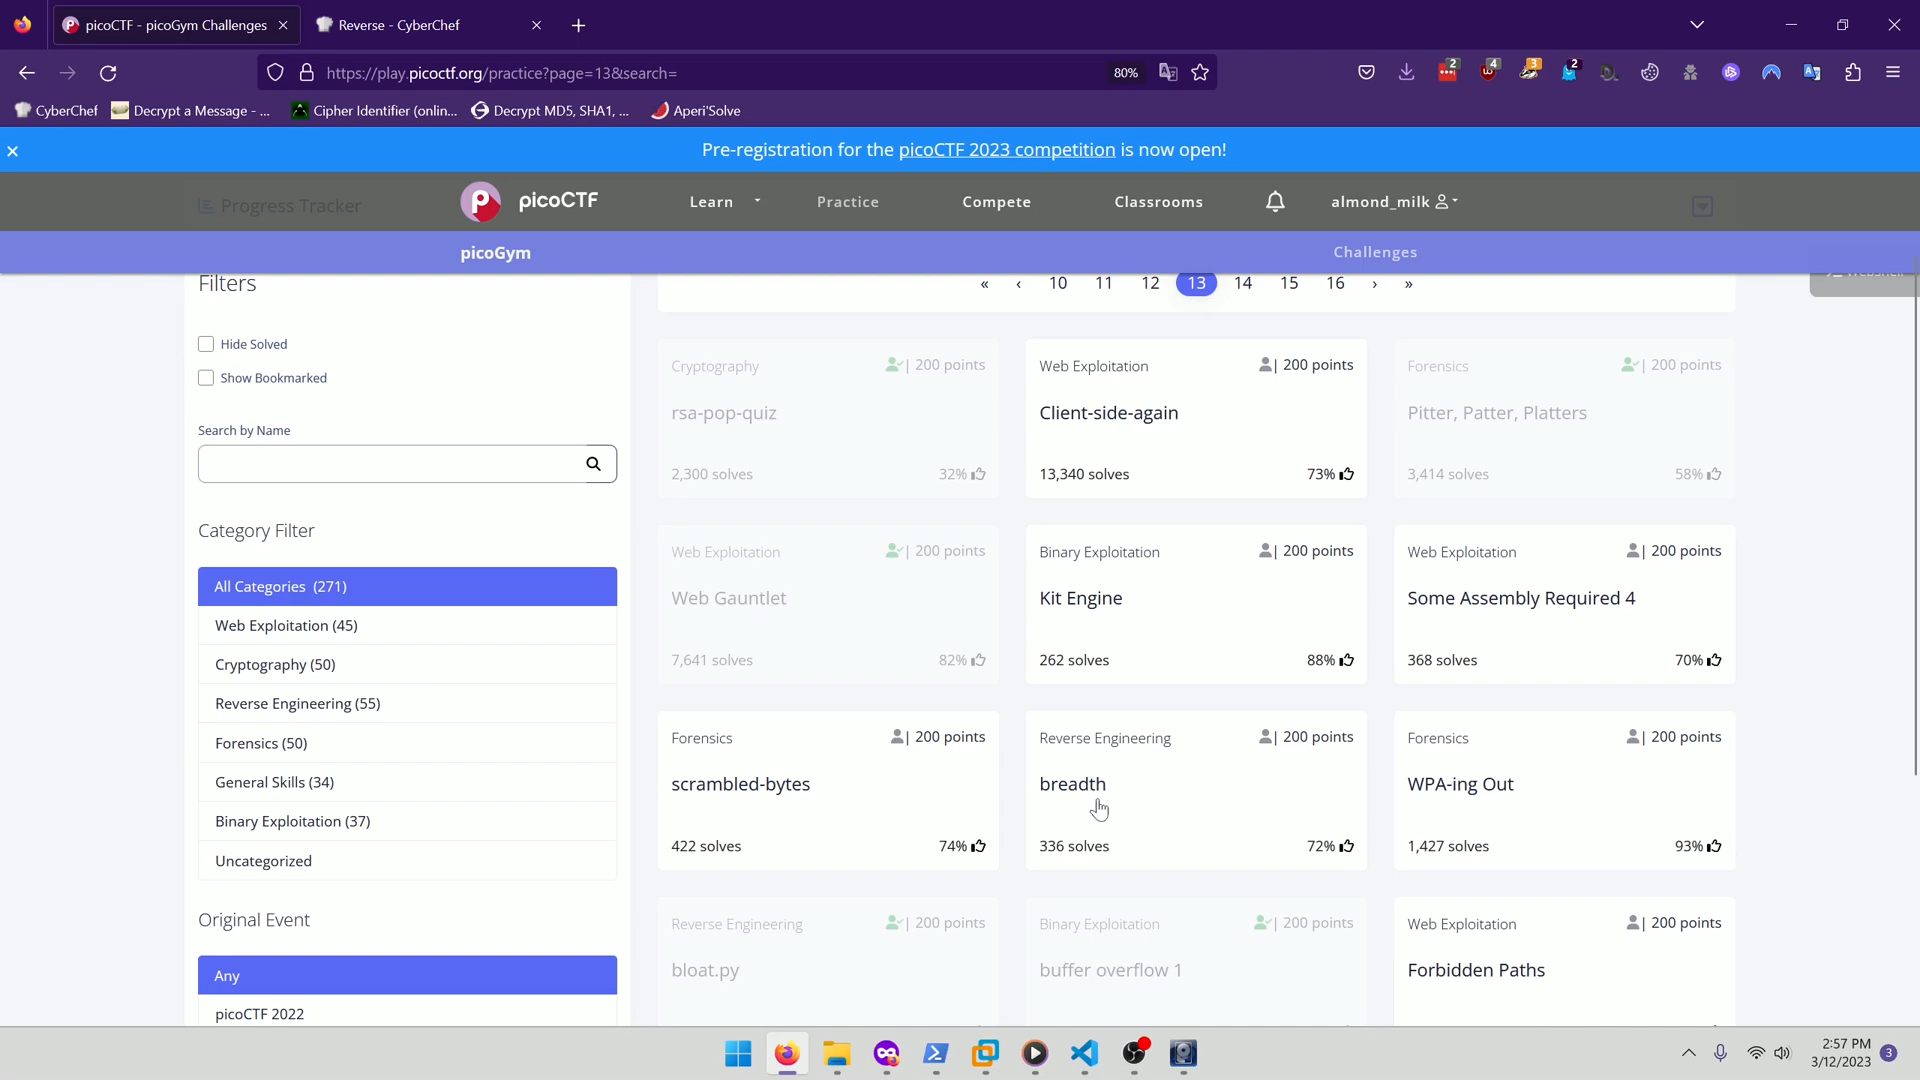 picoCTF - picoGym Challenges
Reverse - CyberChef
https://play.picoctf.org/practice?page=13&search=
80%
2
4
3
2
CyberChef
Decrypt a Message - ...
Cipher Identifier (onlin...
Decrypt MD5, SHA1, ...
Aperi'Solve
Pre-registration for the picoCTF 2023 competition is now open!
Progress Tracker
picoCTF
Learn
Practice
Compete
Classrooms
almond_milk
picoGym
Challenges
Webshell
Filters
Hide Solved
Show Bookmarked
Search by Name
Category Filter
All Categories (271)
Web Exploitation (45)
Cryptography (50)
Reverse Engineering (55)
Forensics (50)
General Skills (34)
Binary Exploitation (37)
Uncategorized
Original Event
Any
picoCTF 2022
« ‹ 10 11 12 13 14 15 16 › »
Cryptography | 200 points
rsa-pop-quiz
2,300 solves 32%
Web Exploitation | 200 points
Client-side-again
13,340 solves 73%
Forensics | 200 points
Pitter, Patter, Platters
3,414 solves 58%
Web Exploitation | 200 points
Web Gauntlet
7,641 solves 82%
Binary Exploitation | 200 points
Kit Engine
262 solves 88%
Web Exploitation | 200 points
Some Assembly Required 4
368 solves 70%
Forensics | 200 points
scrambled-bytes
422 solves 74%
Reverse Engineering | 200 points
breadth
336 solves 72%
Forensics | 200 points
WPA-ing Out
1,427 solves 93%
Reverse Engineering | 200 points
bloat.py
Binary Exploitation | 200 points
buffer overflow 1
Web Exploitation | 200 points
Forbidden Paths
2:57 PM
3/12/2023
3